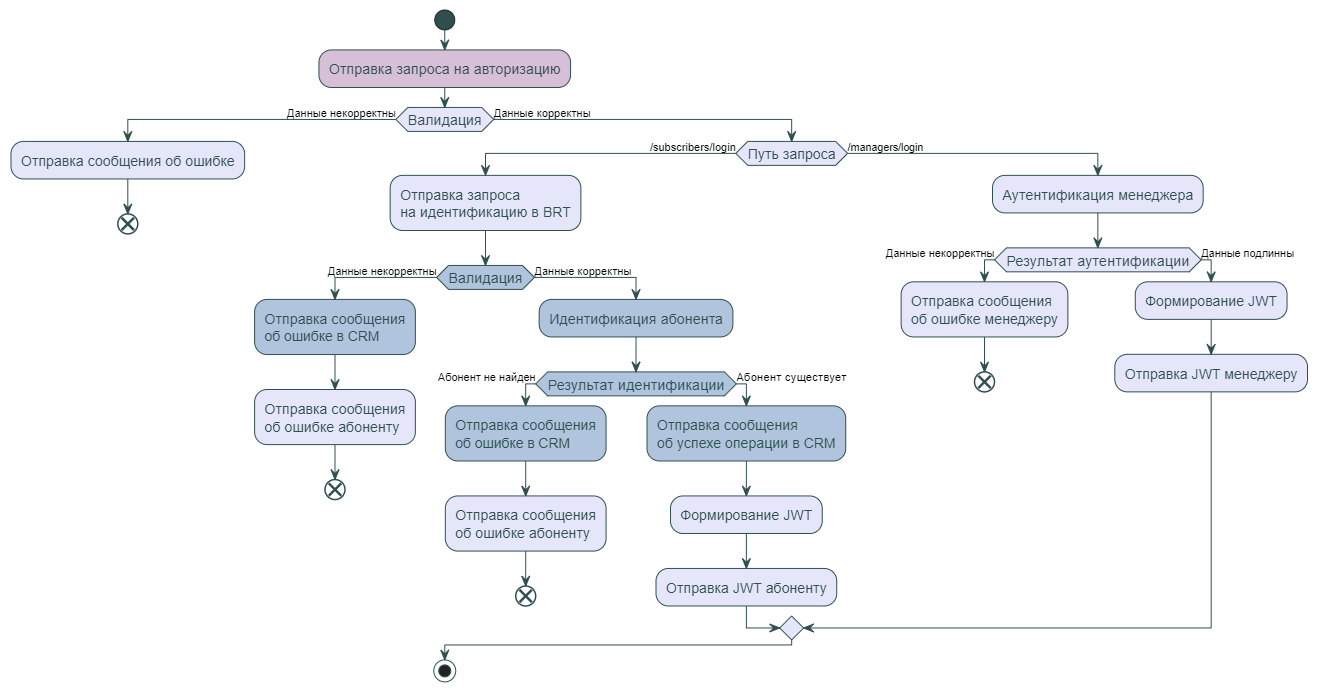 Отправка запроса на авторизацию
Данные некорректны
Валидация
Данные корректны
Отправка сообщения об ошибке
/subscribers/login
Путь запроса
/managers/login
Отправка запроса
на идентификацию в BRT
Аутентификация менеджера
Данные некорректны
Валидация
Данные корректны
Данные некорректны
Результат аутентификации
Данные подлинны
Отправка сообщения
об ошибке в CRM
Идентификация абонента
Отправка сообщения
об ошибке менеджеру
Формирование JWT
Отправка JWT менеджеру
Абонент не найден
Результат идентификации
Абонент существует
Отправка сообщения
об ошибке абоненту
Отправка сообщения
об ошибке в CRM
Отправка сообщения
об успехе операции в CRM
Отправка сообщения
об ошибке абоненту
Формирование JWT
Отправка JWT абоненту